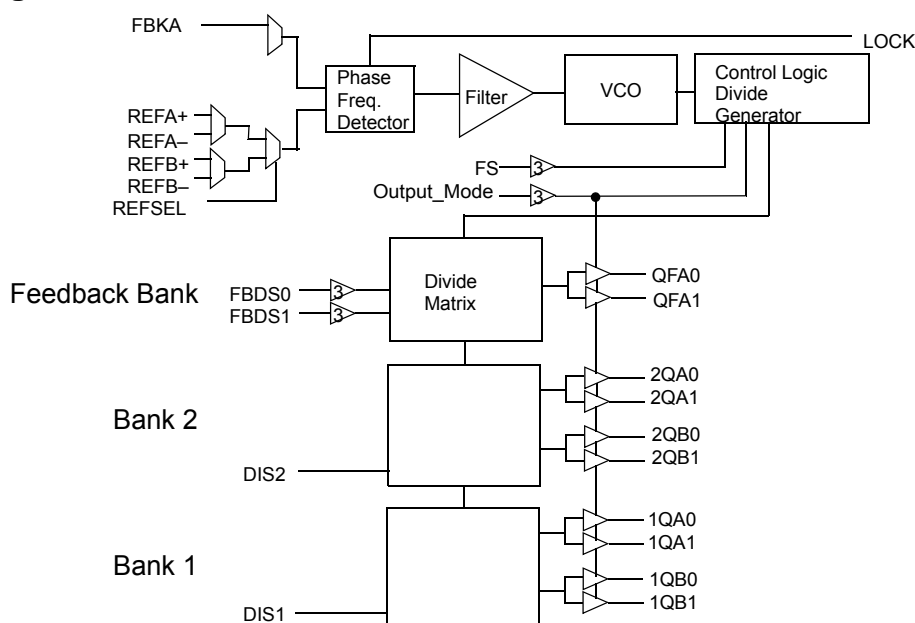 FBKA
LOCK
Phase
Freq.
Detector
Filter
VCO
Control Logic
Divide
Generator
REFA+
REFA–
REFB+
REFB–
REFSEL
FS
3
Output_Mode
3
Feedback Bank
FBDS0
3
FBDS1
3
Divide
Matrix
QFA0
QFA1
Bank 2
DIS2
2QA0
2QA1
2QB0
2QB1
Bank 1
DIS1
1QA0
1QA1
1QB0
1QB1